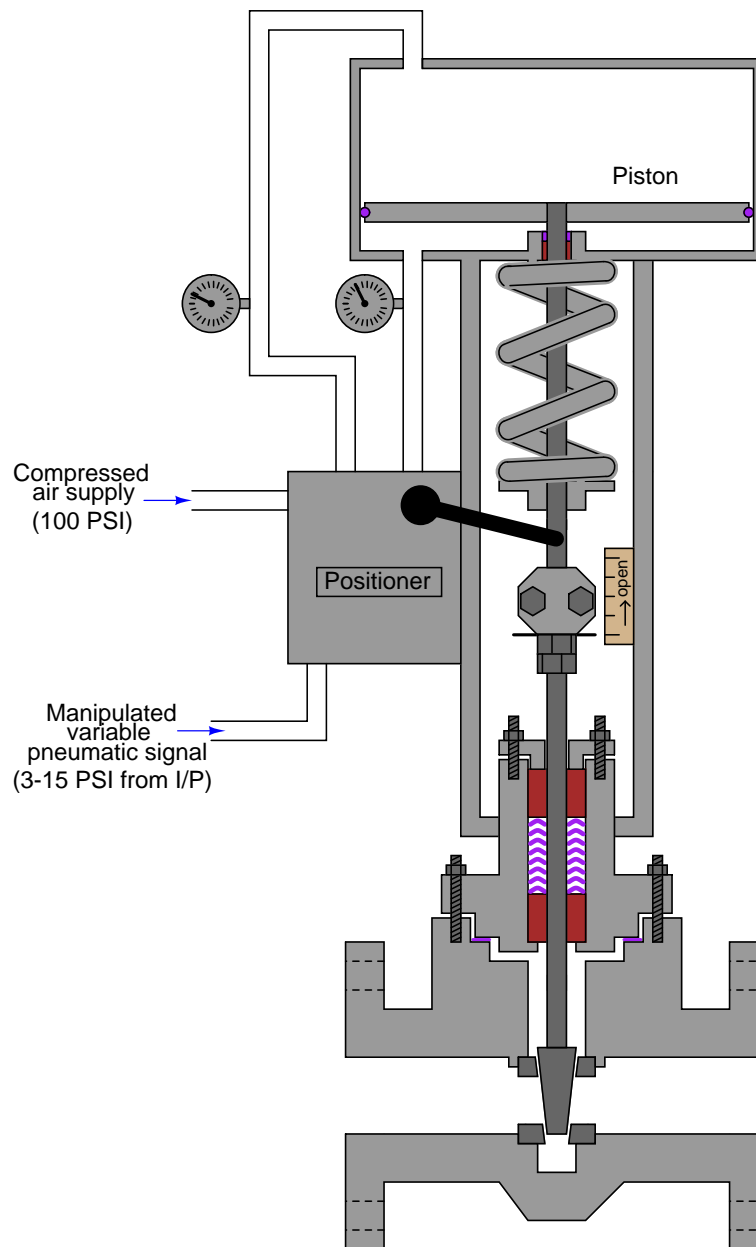 Piston
Compressed
air supply
(100 PSI)
Positioner
open
Manipulated
variable
pneumatic signal
(3-15 PSI from I/P)